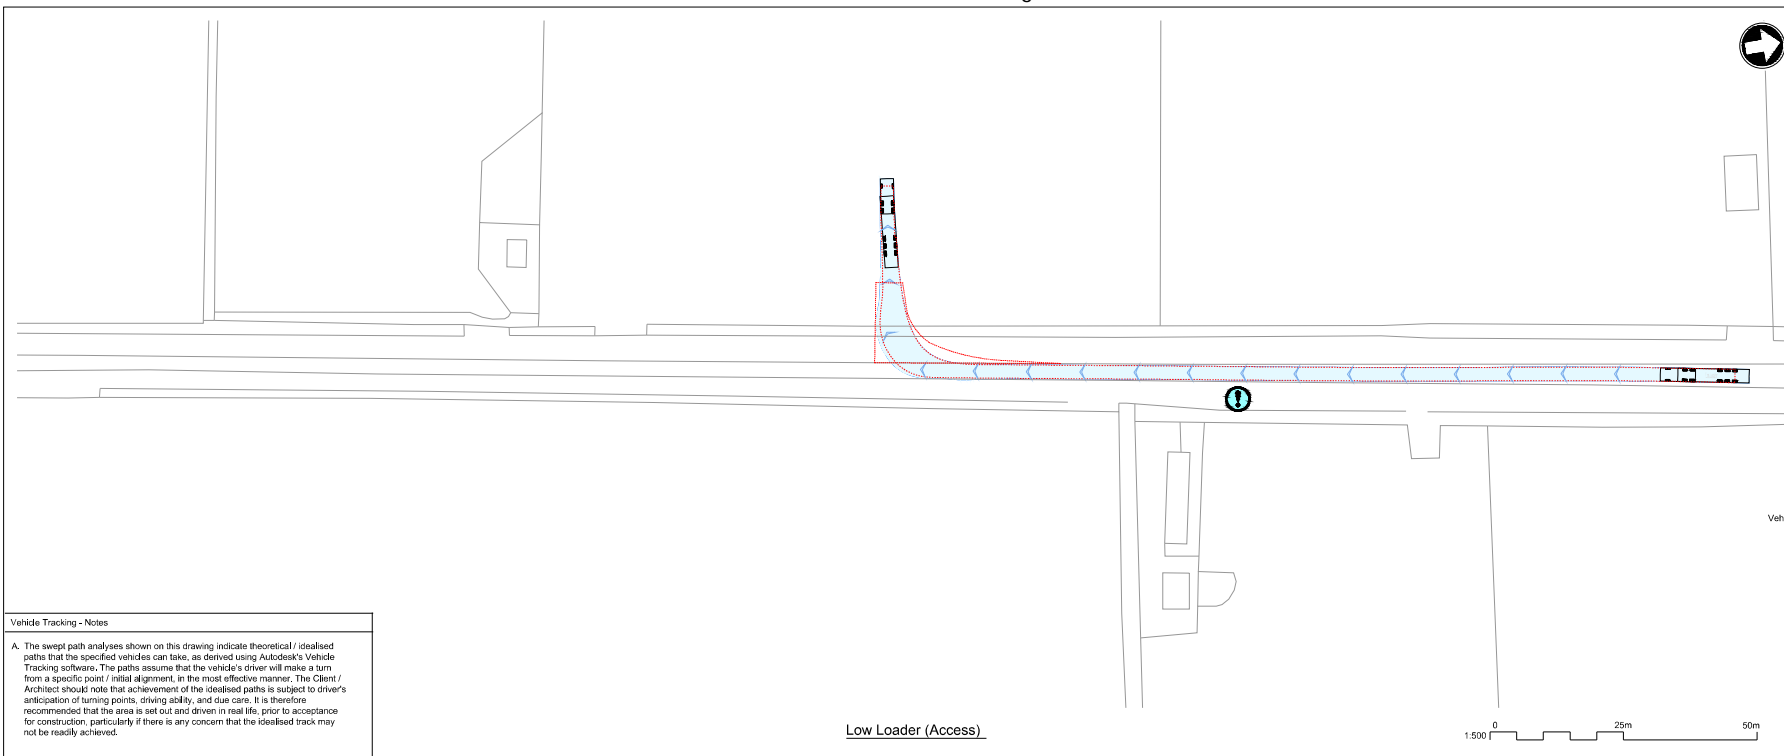 Veh
Vehicle Tracking - Notes
A. The swept path analyses shown on this drawing indicate theoretical / idealised
paths that the specified vehicles can take, as derived using Autodesk's Vehicle
Tracking software. The paths assume that the vehicle's driver will make a turn
from a specific point / initial alignment, in the most effective manner. The Client /
Architect should note that achievement of the idealised paths is subject to driver's
anticipation of turning points, driving ability, and due care. It is therefore
recommended that the area is set out and driven in real life, prior to acceptance
for construction, particularly if there is any concern that the idealised track may
not be readily achieved.
Low Loader (Access)
0 25m 50m
1:500